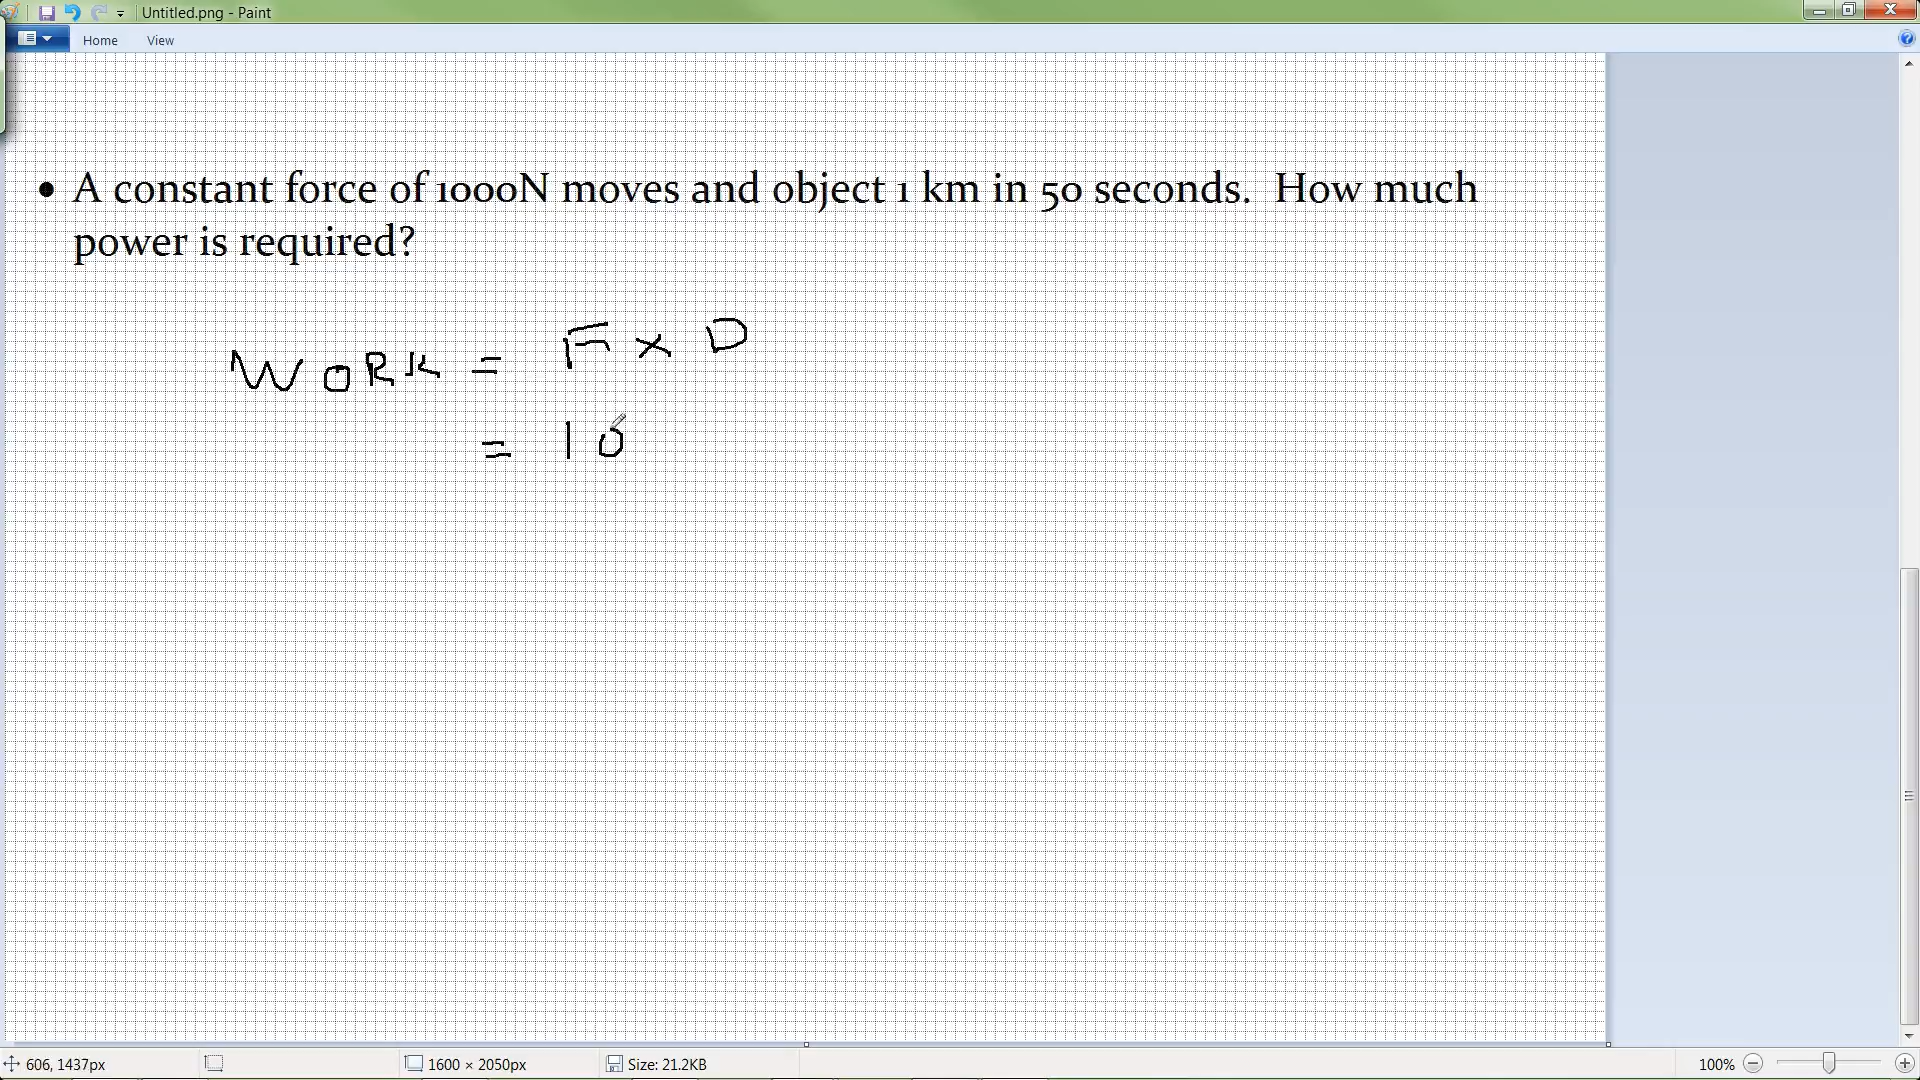 Untitled.png - Paint
Home View
• A constant force of 1000N moves and object 1 km in 50 seconds.  How much
power is required?
WORK = F x D
= 10
606, 1437px 1600 × 2050px Size: 21.2KB 100%